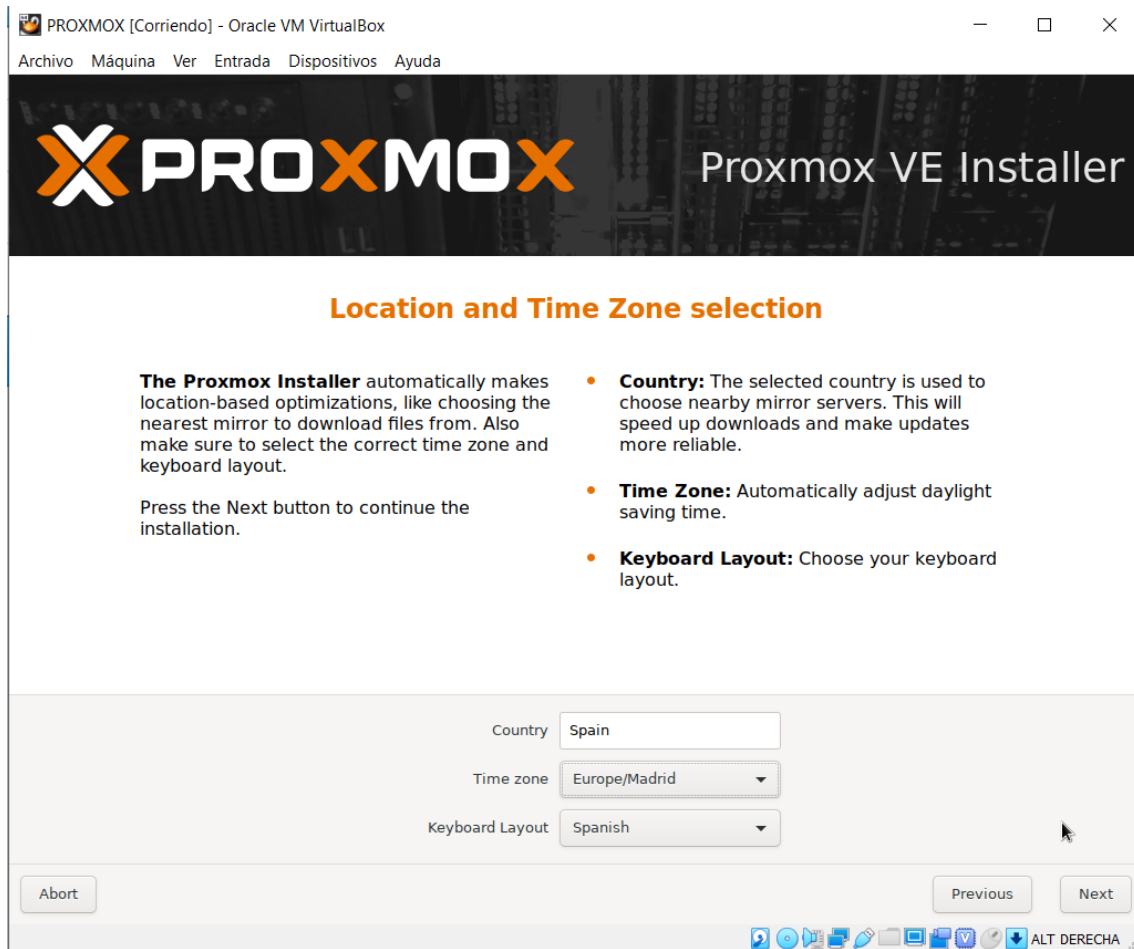 PROXMOX [Corriendo] - Oracle VM VirtualBox
Archivo Máquina Ver Entrada Dispositivos Ayuda
PROXMOX
Proxmox VE Installer
Location and Time Zone selection
The Proxmox Installer automatically makes
location-based optimizations, like choosing the
nearest mirror to download files from. Also
make sure to select the correct time zone and
keyboard layout.
Press the Next button to continue the
installation.
Country: The selected country is used to
choose nearby mirror servers. This will
speed up downloads and make updates
more reliable.
Time Zone: Automatically adjust daylight
saving time.
Keyboard Layout: Choose your keyboard
layout.
Country Spain
Time zone Europe/Madrid
Keyboard Layout Spanish
Abort Previous Next
ALT DERECHA